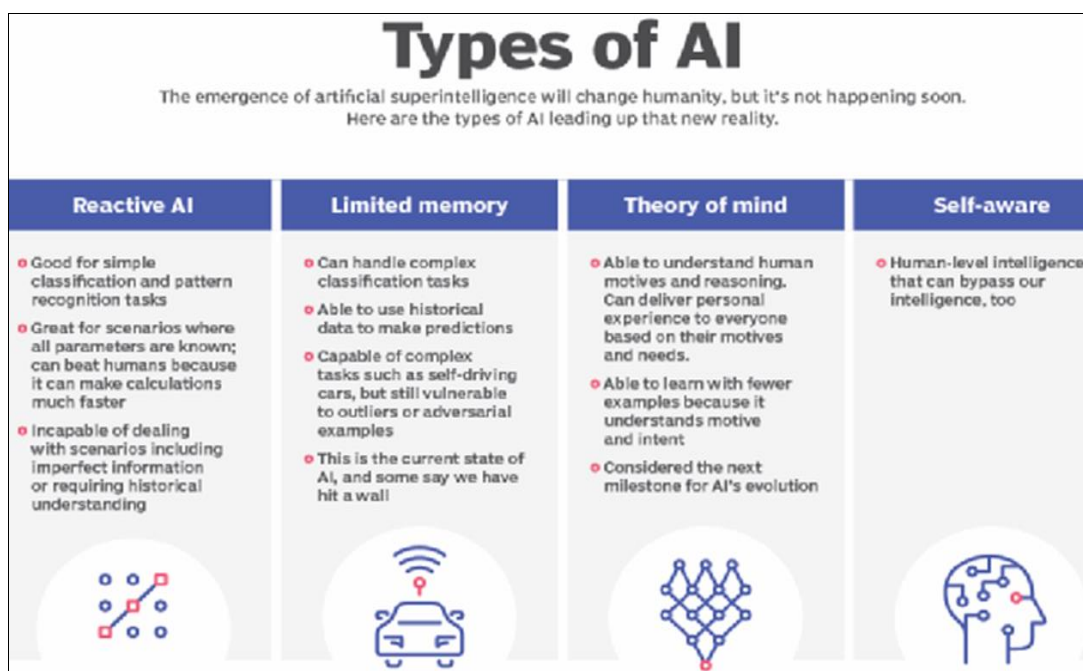 Types of AI
The emergence of artificial superintelligence will change humanity, but it's not happening soon.
Here are the types of AI leading up that new reality.
Reactive AI
Good for simple
classification and pattern
recognition tasks
Great for scenarios where
all parameters are known;
can beat humans because
it can make calculations
much faster
Incapable of dealing
with scenarios including
imperfect information
or requiring historical
understanding
Limited memory
Can handle complex
classification tasks
Able to use historical
data to make predictions
Capable of complex
tasks such as self-driving
cars, but still vulnerable
to outliers or adversarial
examples
This is the current state of
AI, and some say we have
hit a wall
Theory of mind
Able to understand human
motives and reasoning.
Can deliver personal
experience to everyone
based on their motives
and needs.
Able to learn with fewer
examples because it
understands motive
and intent
Considered the next
milestone for AI's evolution
Self-aware
Human-level intelligence
that can bypass our
intelligence, too